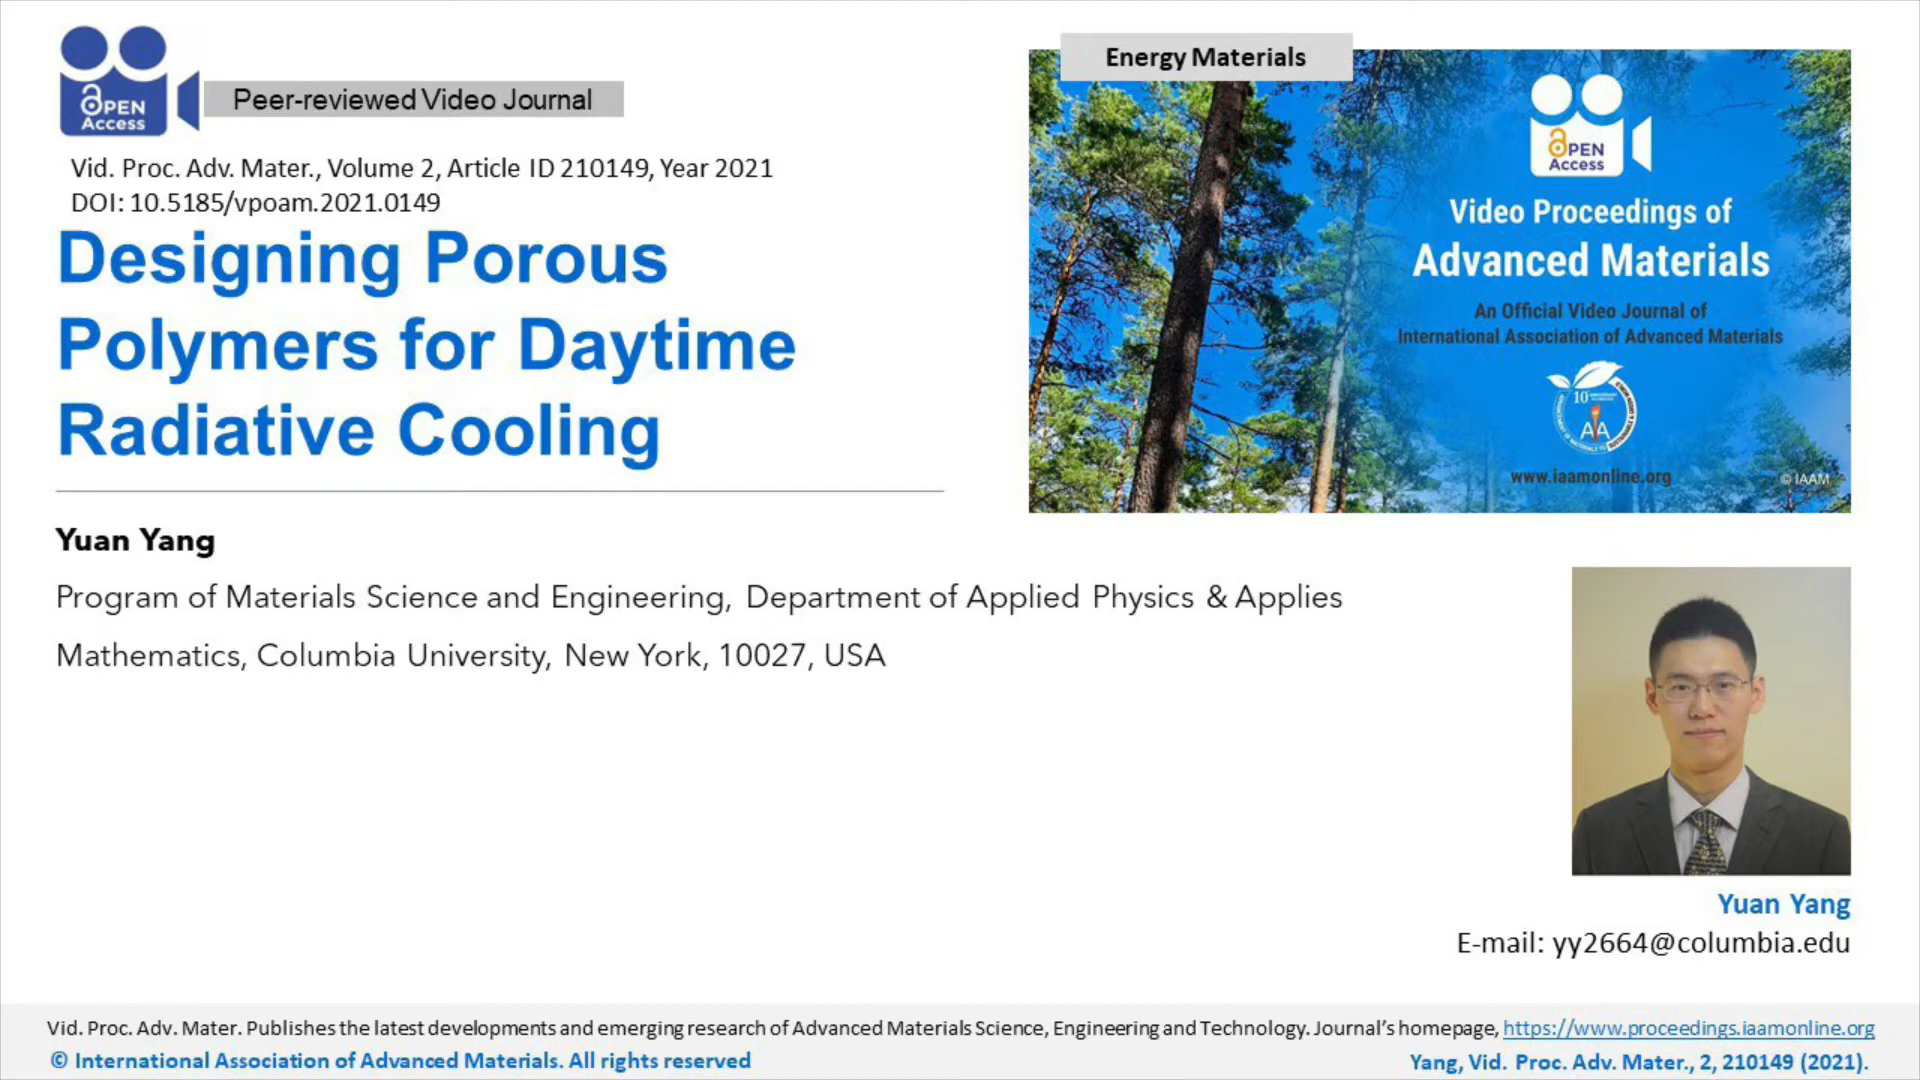 OPEN
Access
Peer-reviewed Video Journal
Vid. Proc. Adv. Mater., Volume 2, Article ID 210149, Year 2021
DOI: 10.5185/vpoam.2021.0149
Designing Porous
Polymers for Daytime
Radiative Cooling
Yuan Yang
Program of Materials Science and Engineering, Department of Applied Physics & Applies
Mathematics, Columbia University, New York, 10027, USA
Energy Materials
OPEN
Access
Video Proceedings of
Advanced Materials
An Official Video Journal of
International Association of Advanced Materials
10
www.iaamonline.org
© IAAM
Yuan Yang
E-mail: yy2664@columbia.edu
Vid. Proc. Adv. Mater. Publishes the latest developments and emerging research of Advanced Materials Science, Engineering and Technology. Journal's homepage, https://www.proceedings.iaamonline.org
© International Association of Advanced Materials. All rights reserved
Yang, Vid. Proc. Adv. Mater., 2, 210149 (2021).